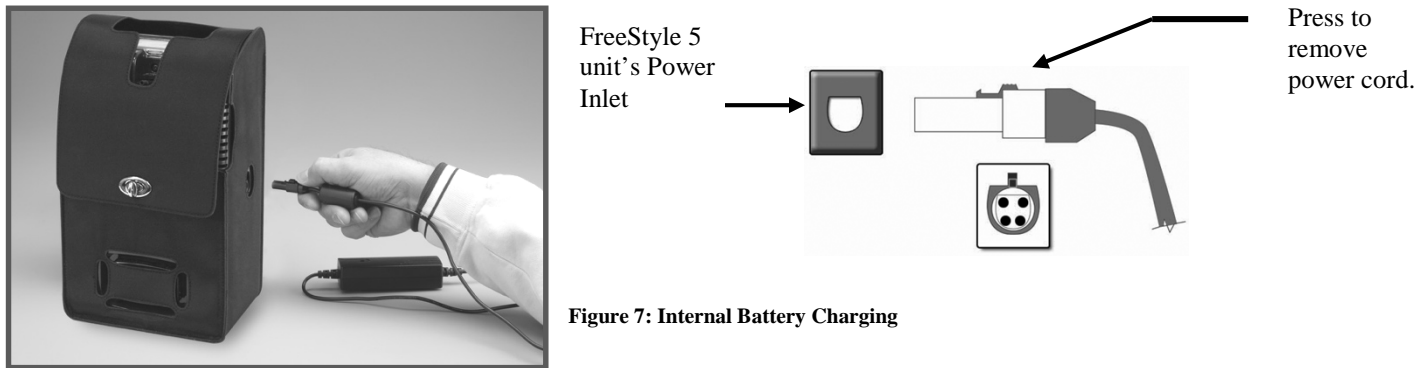 FreeStyle 5
unit's Power
Inlet
Press to
remove
power cord.
Figure 7: Internal Battery Charging